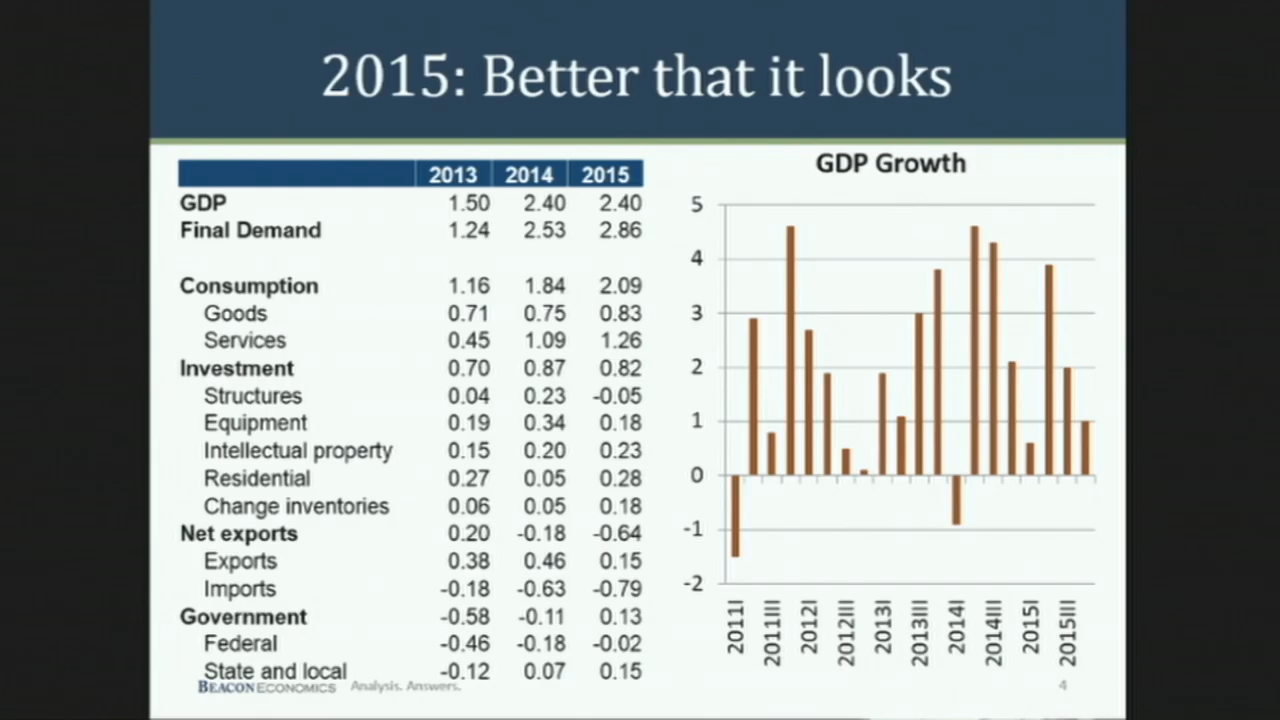 2015: Better that it looks
2013 2014 2015
GDP 1.50 2.40 2.40
Final Demand 1.24 2.53 2.86
Consumption 1.16 1.84 2.09
Goods 0.71 0.75 0.83
Services 0.45 1.09 1.26
Investment 0.70 0.87 0.82
Structures 0.04 0.23 -0.05
Equipment 0.19 0.34 0.18
Intellectual property 0.15 0.20 0.23
Residential 0.27 0.05 0.28
Change inventories 0.06 0.05 0.18
Net exports 0.20 -0.18 -0.64
Exports 0.38 0.46 0.15
Imports -0.18 -0.63 -0.79
Government -0.58 -0.11 0.13
Federal -0.46 -0.18 -0.02
State and local -0.12 0.07 0.15
GDP Growth
5
4
3
2
1
0
-1
-2
2011I 2011III 2012I 2012III 2013I 2013III 2014I 2014III 2015I 2015III
BEACON ECONOMICS Analysis. Answers.
4